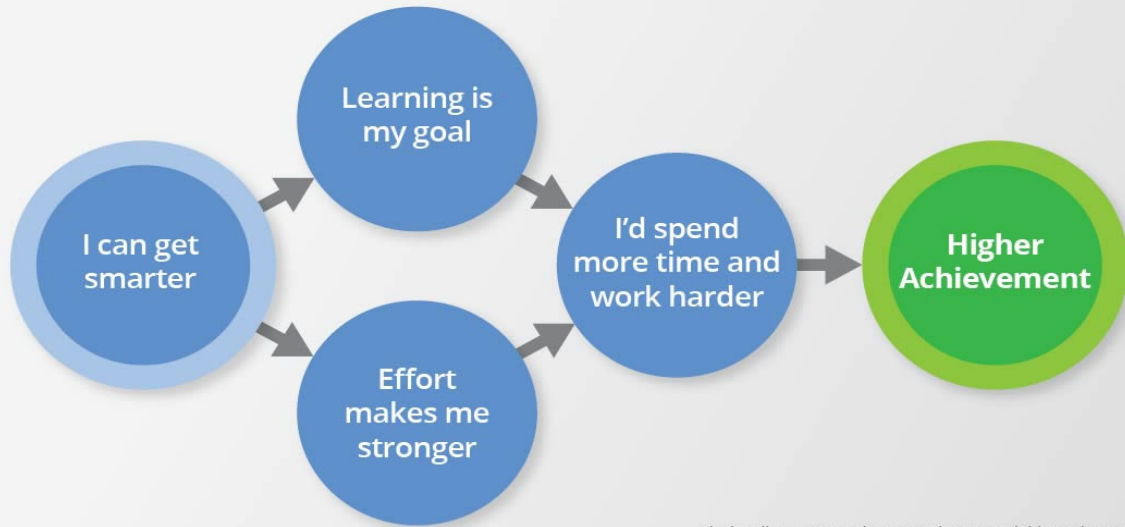 I can get
smarter
Learning is
my goal
Effort
makes me
stronger
I'd spend
more time and
work harder
Higher
Achievement